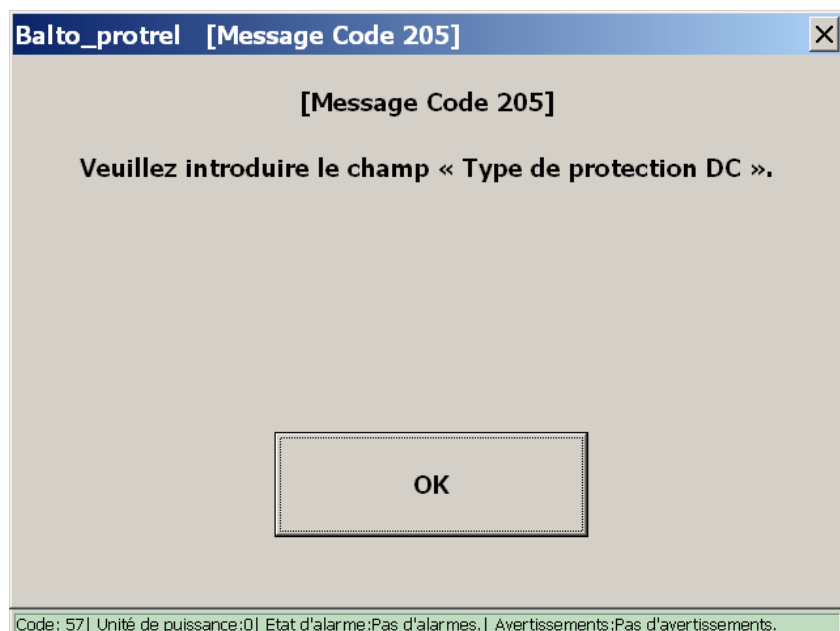 Balto_protrel [Message Code 205]
[Message Code 205]
Veuillez introduire le champ « Type de protection DC ».
OK
Code: 57| Unité de puissance:0| Etat d'alarme:Pas d'alarmes.| Avertissements:Pas d'avertissements.